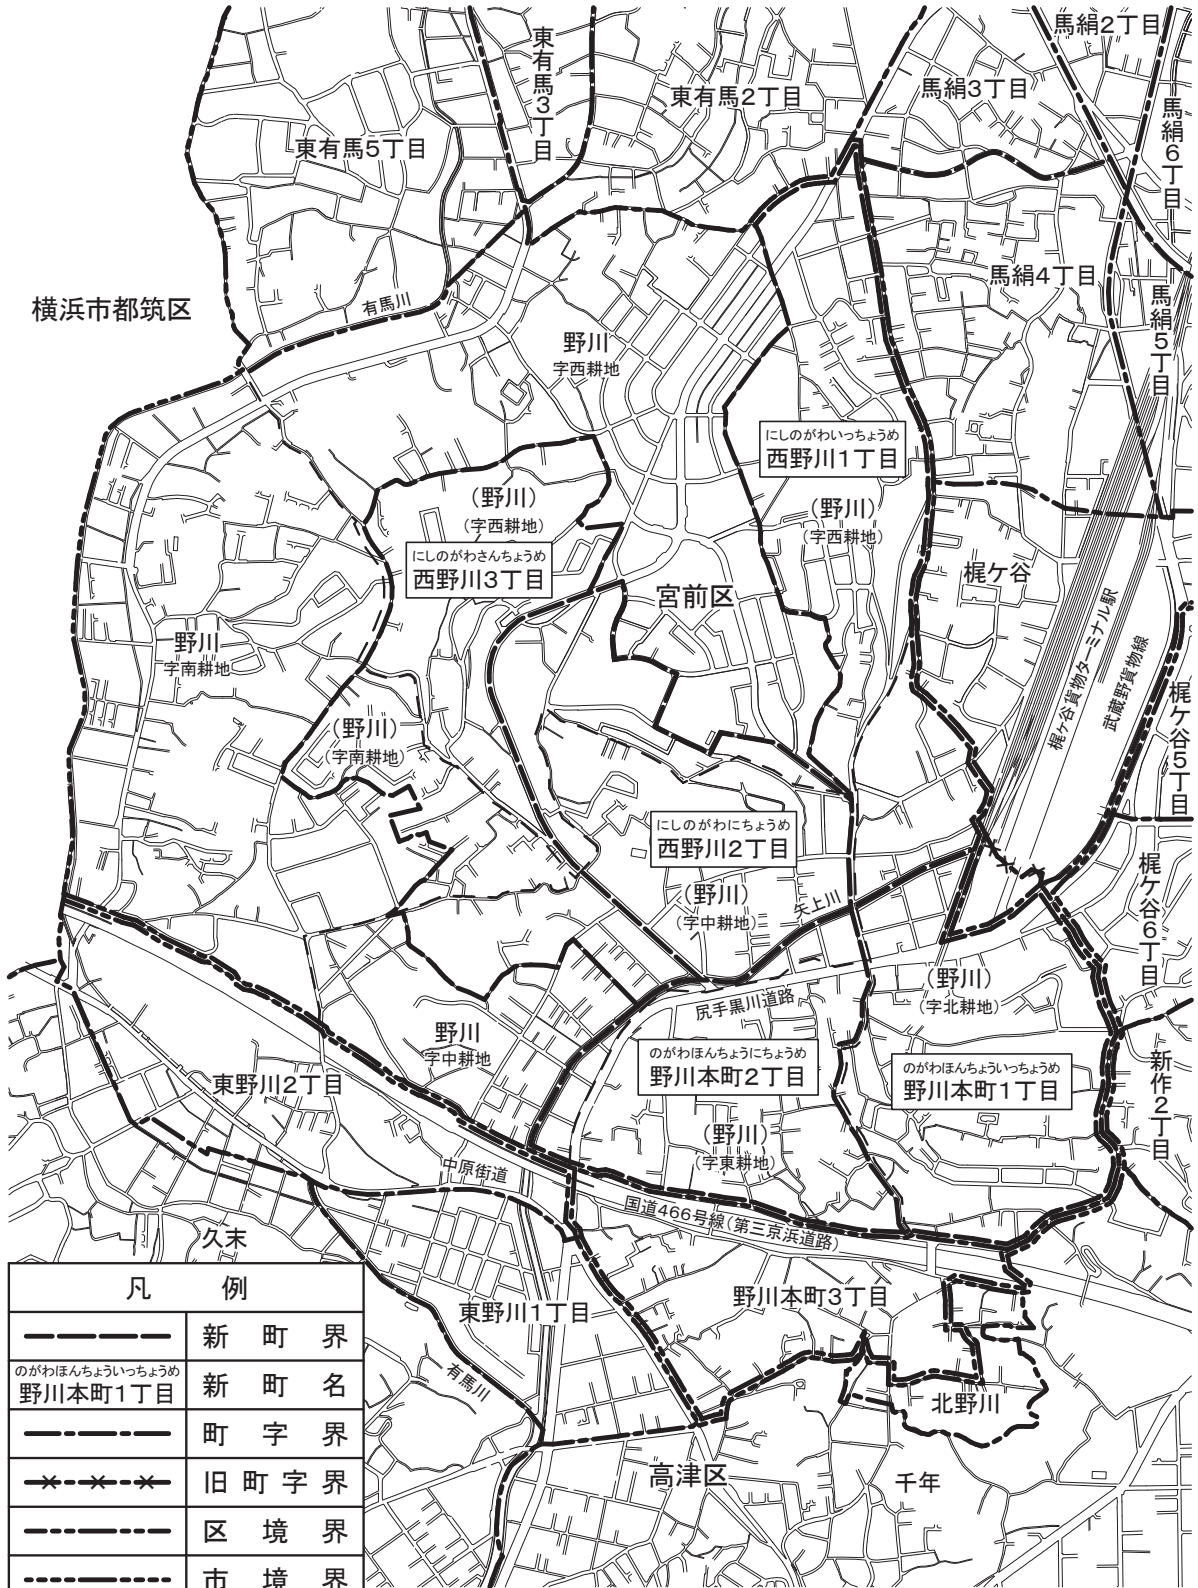 馬絹2丁目
東有馬3丁目
東有馬2丁目
馬絹3丁目
馬絹6丁目
東有馬5丁目
馬絹4丁目
馬絹5丁目
横浜市都筑区
有馬川
野川
字西耕地
にしのがわいっちょうめ
西野川1丁目
(野川)
(字西耕地)
(野川)
(字西耕地)
にしのがわさんちょうめ
西野川3丁目
宮前区
梶ケ谷
梶ヶ谷貨物ターミナル駅
武蔵野貨物線
梶ケ谷5丁目
野川
字南耕地
(野川)
(字南耕地)
にしのがわにちょうめ
西野川2丁目
(野川)
(字中耕地)
矢上川
梶ケ谷6丁目
(野川)
(字北耕地)
尻手黒川道路
野川
字中耕地
のがわほんちょうにちょうめ
野川本町2丁目
のがわほんちょういっちょうめ
野川本町1丁目
新作2丁目
東野川2丁目
(野川)
(字東耕地)
中原街道
国道466号線(第三京浜道路)
久末
野川本町3丁目
東野川1丁目
有馬川
北野川
高津区
千年
凡例
新町界
のがわほんちょういっちょうめ
野川本町1丁目
新町名
町字界
旧町字界
区境界
市境界